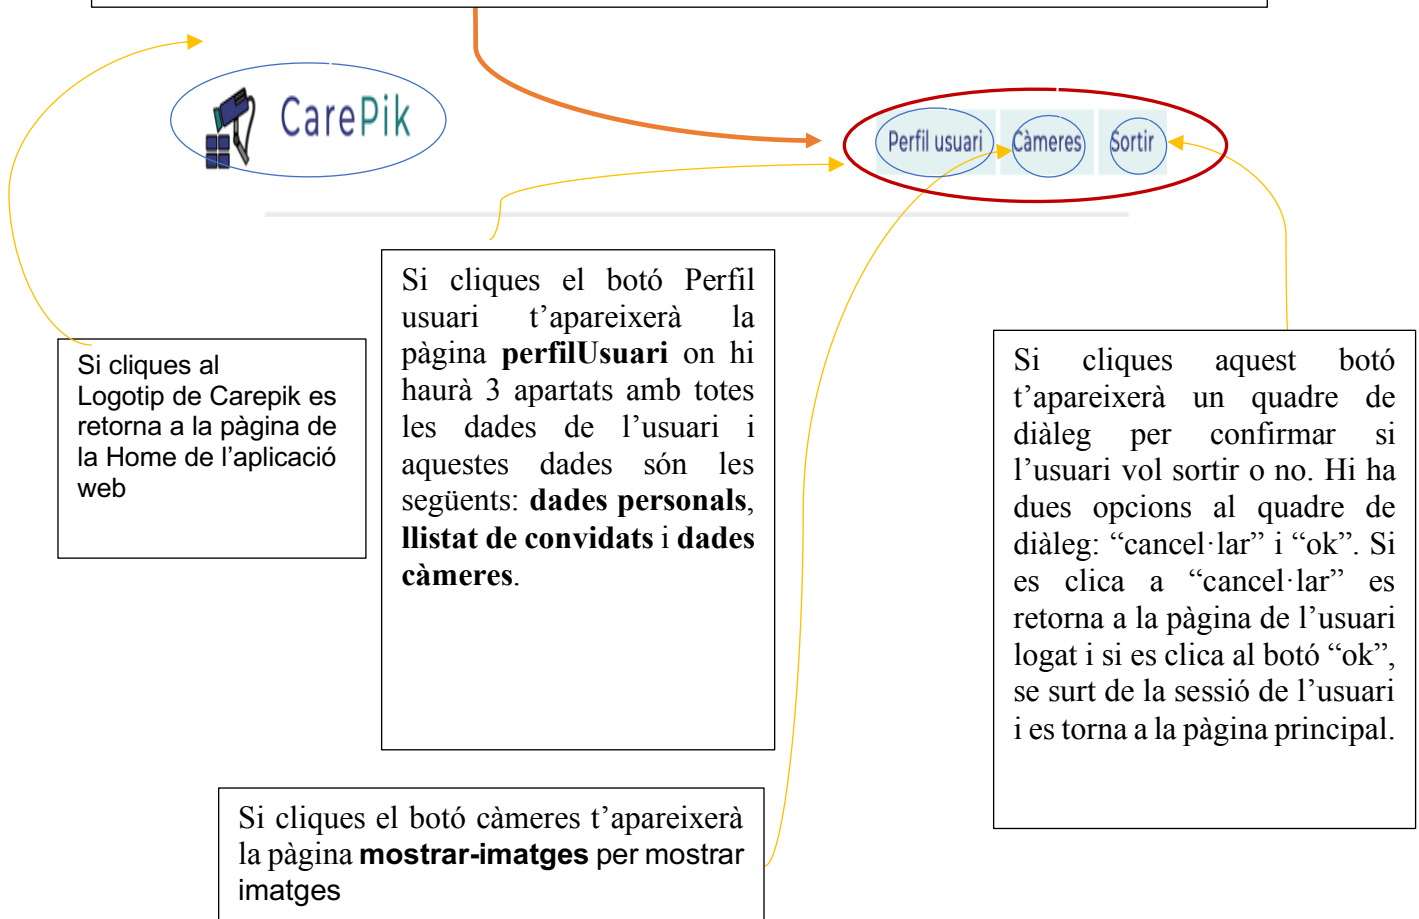 CarePik
Perfil usuari
Càmeres
Sortir
Si cliques al
Logotip de Carepik es
retorna a la pàgina de
la Home de l’aplicació
web
Si cliques el botó Perfil
usuari t’apareixerà la
pàgina perfilUsuari on hi
haurà 3 apartats amb totes
les dades de l’usuari i
aquestes dades són les
següents: dades personals,
llistat de convidats i dades
càmeres.
Si cliques aquest botó
t’apareixerà un quadre de
diàleg per confirmar si
l’usuari vol sortir o no. Hi ha
dues opcions al quadre de
diàleg: “cancel·lar” i “ok”. Si
es clica a “cancel·lar” es
retorna a la pàgina de l’usuari
logat i si es clica al botó “ok”,
se surt de la sessió de l’usuari
i es torna a la pàgina principal.
Si cliques el botó càmeres t’apareixerà
la pàgina mostrar-imatges per mostrar
imatges